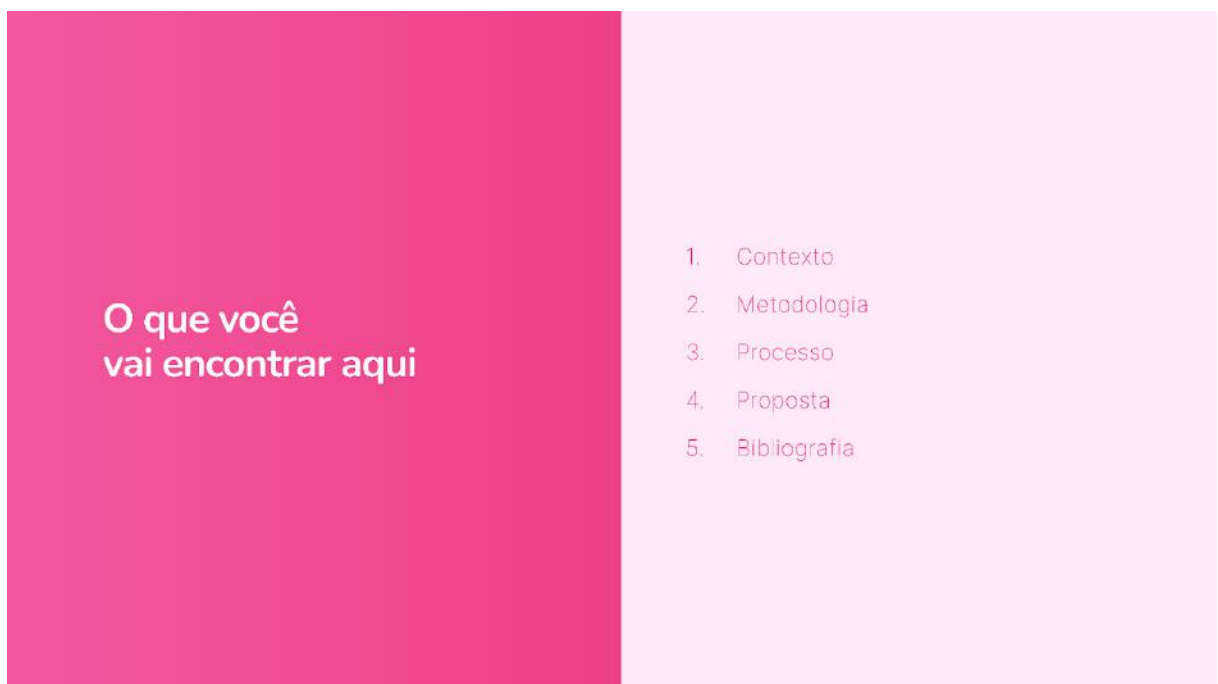 O que você
vai encontrar aqui
1. Contexto
2. Metodologia
3. Processo
4. Proposta
5. Bibliografia